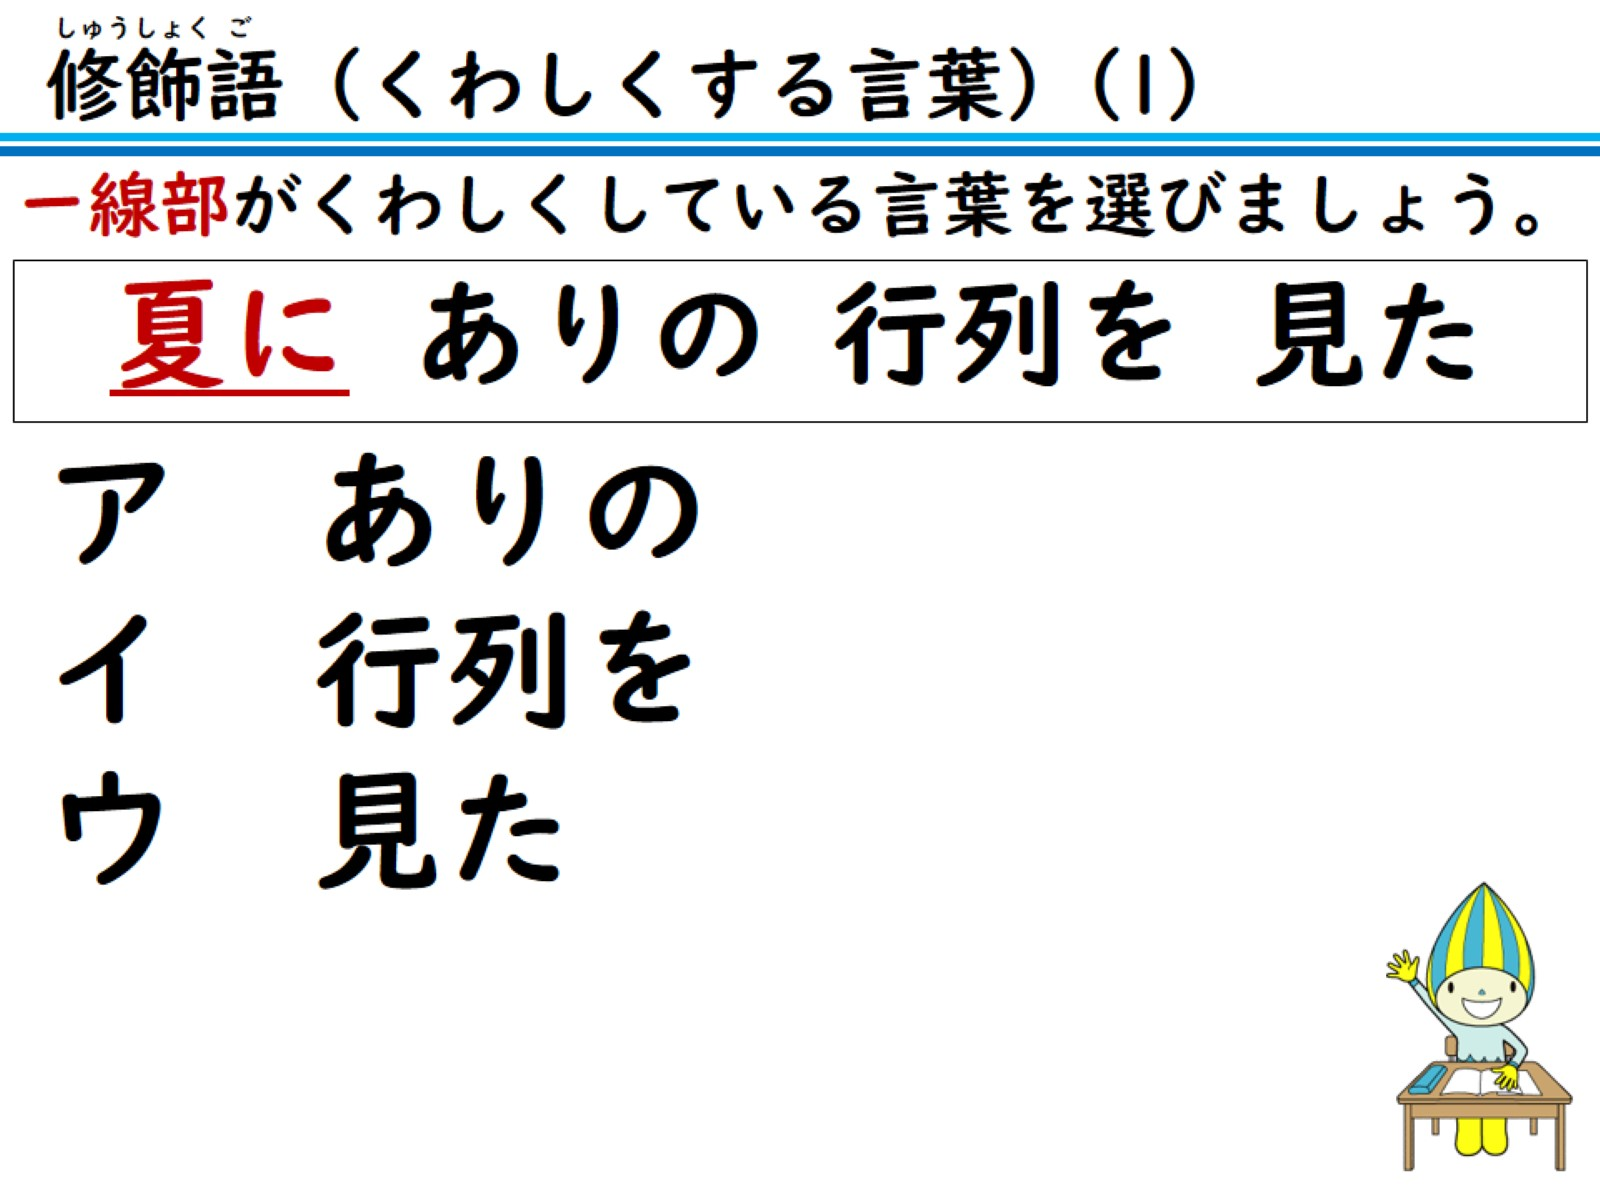 しゅうしょく ご
修飾語(くわしくする言葉)(1)
ー線部がくわしくしている言葉を選びましょう。
夏に ありの 行列を 見た
ア ありの
イ 行列を
ウ 見た